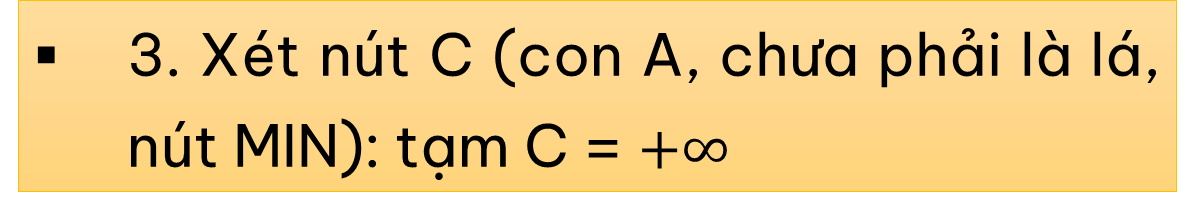 ▪ 3. Xét nút C (con A, chưa phải là lá,
nút MIN): tạm C = +∞